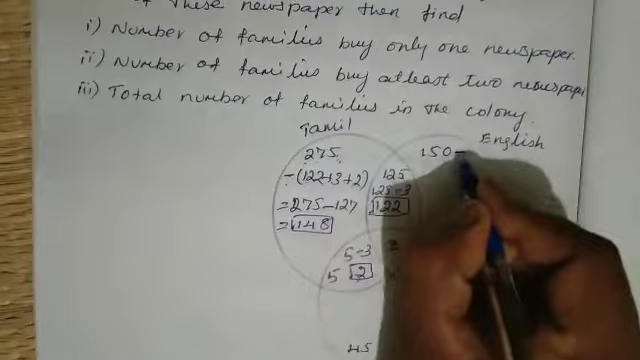 of these newspaper then find
i) Number of families buy only one newspaper.
ii) Number of families buy atleast two newspaper
iii) Total number of families in the colony.
Tamil
English
275
150-
-(122+3+2)
125
125-3
=275-127
122
=148
5-3
5 2
45